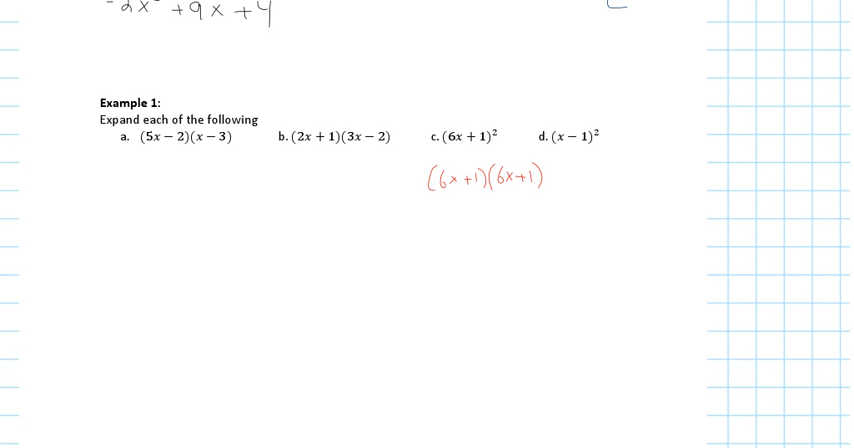 - 2x² + 9x + 4
Example 1:
Expand each of the following
a. (5x − 2)(x − 3) b. (2x + 1)(3x − 2) c. (6x + 1)² d. (x − 1)²
(6x + 1)(6x + 1)